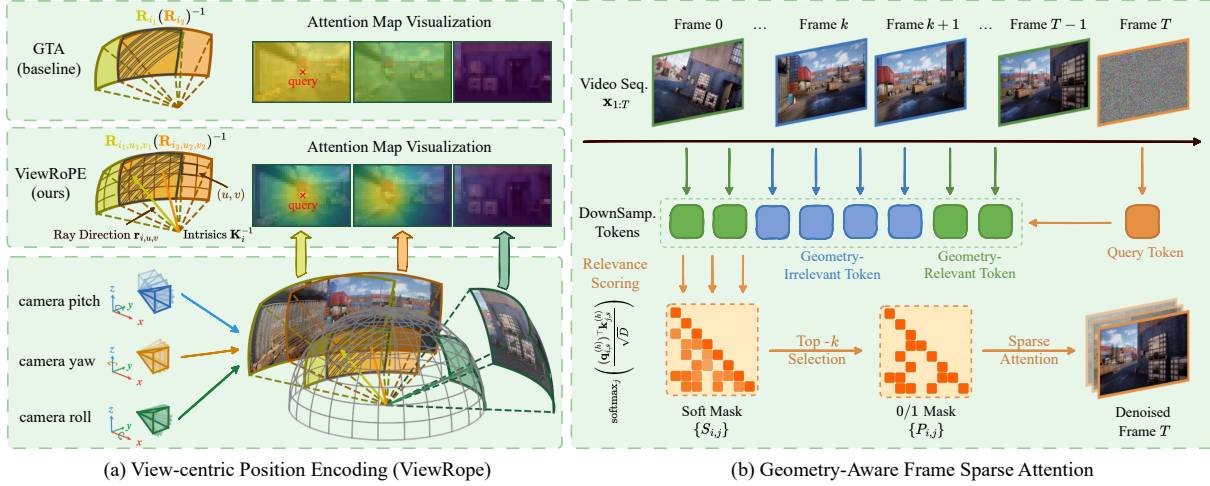 R_{i_1}(R_{i_2})^{-1}
Attention Map Visualization
GTA
(baseline)
query
R_{i_1,u_1,v_1}(R_{i_2,u_2,v_2})^{-1}
Attention Map Visualization
ViewRoPE
(ours)
(u, v)
query
Ray Direction r_{i,u,v}
Intrisics K_i^{-1}
camera pitch
z
y
x
camera yaw
z
y
x
camera roll
z
y
x
(a) View-centric Position Encoding (ViewRope)
Frame 0 ... Frame k Frame k + 1 ... Frame T − 1 Frame T
Video Seq.
x_{1:T}
DownSamp.
Tokens
Geometry-
Irrelevant Token
Geometry-
Relevant Token
Query Token
Relevance
Scoring
softmax_j ( (q_{i,s}^{(h)})^⊤ k_{j,s}^{(h)} / √D )
Top -k
Selection
Sparse
Attention
Soft Mask
{S_{i,j}}
0/1 Mask
{P_{i,j}}
Denoised
Frame T
(b) Geometry-Aware Frame Sparse Attention